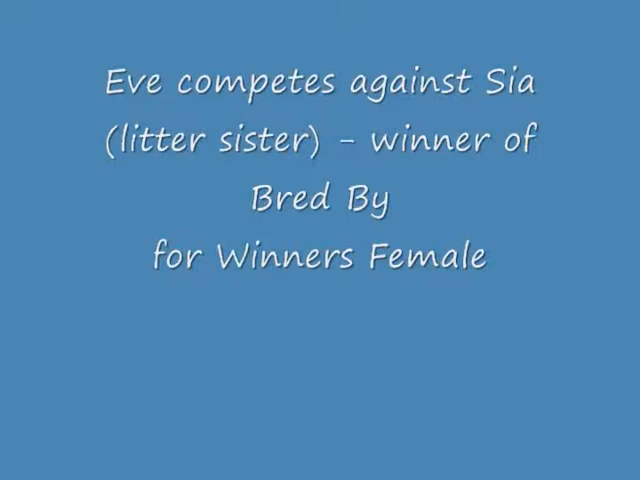 Eve competes against Sia
(litter sister) - winner of
Bred By
for Winners Female